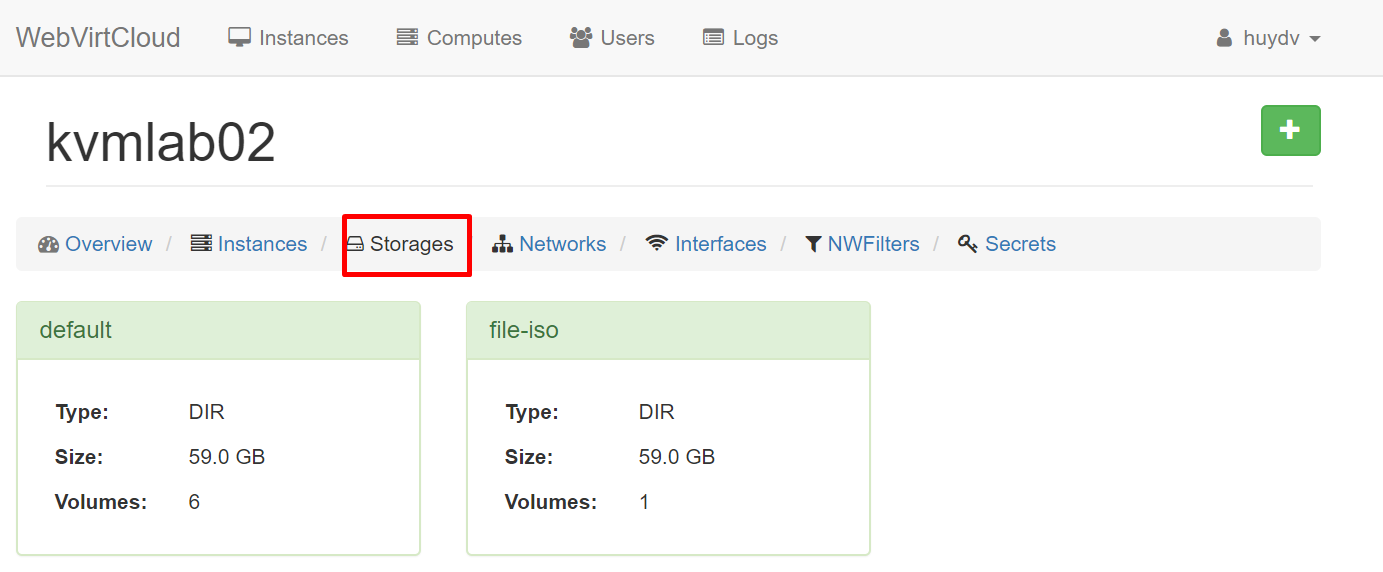 WebVirtCloud Instances Computes Users Logs huydv
kvmlab02
Overview / Instances / Storages Networks / Interfaces / NWFilters / Secrets
default
Type: DIR
Size: 59.0 GB
Volumes: 6
file-iso
Type: DIR
Size: 59.0 GB
Volumes: 1